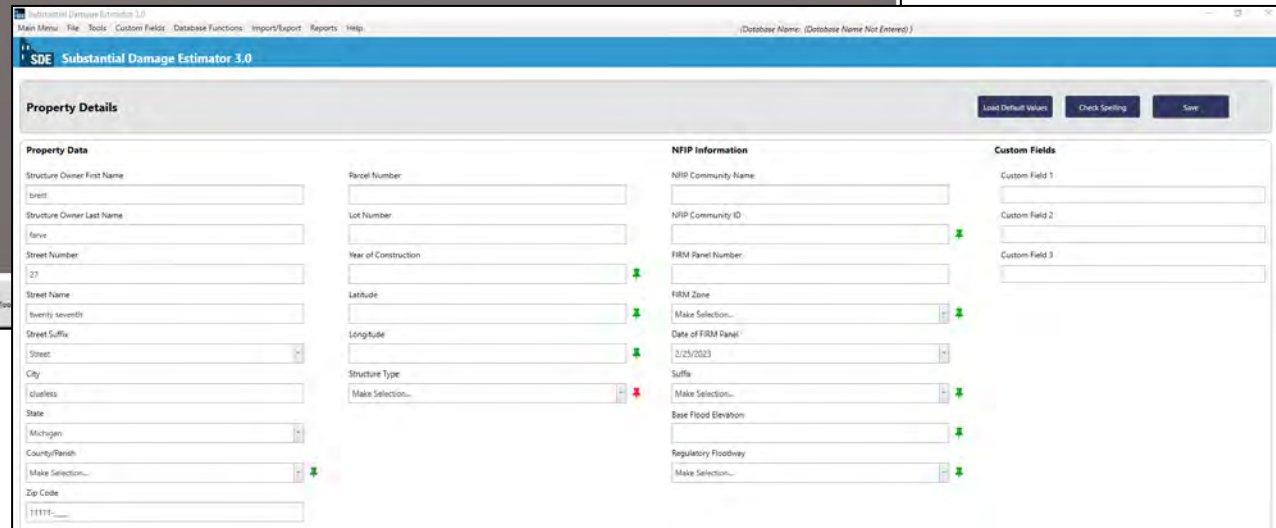 Substantial Damage Estimator 3.0
Main Menu File Tools Custom Fields Database Functions Import/Export Reports Help (Database Name: (Database Name Not Entered) )
SDE Substantial Damage Estimator 3.0
Property Details Load Default Values Check Spelling Save
Property Data
Structure Owner First Name
brett
Structure Owner Last Name
farve
Street Number
27
Street Name
twenty seventh
Street Suffix
Street
City
clueless
State
Michigan
County/Parish
Make Selection...
Zip Code
11111-____
Parcel Number
Lot Number
Year of Construction
Latitude
Longitude
Structure Type
Make Selection...
NFIP Information
NFIP Community Name
NFIP Community ID
FIRM Panel Number
FIRM Zone
Make Selection...
Date of FIRM Panel
2/25/2023
Suffix
Make Selection...
Base Flood Elevation
Regulatory Floodway
Make Selection...
Custom Fields
Custom Field 1
Custom Field 2
Custom Field 3